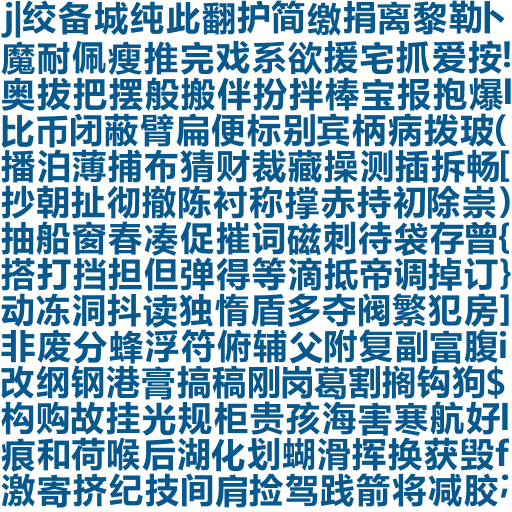 j|绞备城纯此翻护简缴捐离黎勒卜
魔耐佩瘦推完戏系欲援宅抓爱按!
奥拔把摆般搬伴扮拌棒宝报抱爆l
比币闭蔽臂扁便标别宾柄病拨玻(
播泊薄捕布猜财裁藏操测插拆畅[
抄朝扯彻撤陈衬称撑赤持初除崇)
抽船窗春凑促摧词磁刺待袋存曾{
搭打挡担但弹得等滴抵帝调掉订}
动冻洞抖读独惰盾多夺阀繁犯房]
非废分蜂浮符俯辅父附复副富腹i
改纲钢港膏搞稿刚岗葛割搁钩狗$
构购故挂光规柜贵孩海害寒航好I
痕和荷喉后湖化划蝴滑挥换获毁f
激寄挤纪技间肩捡驾践箭将减胶;